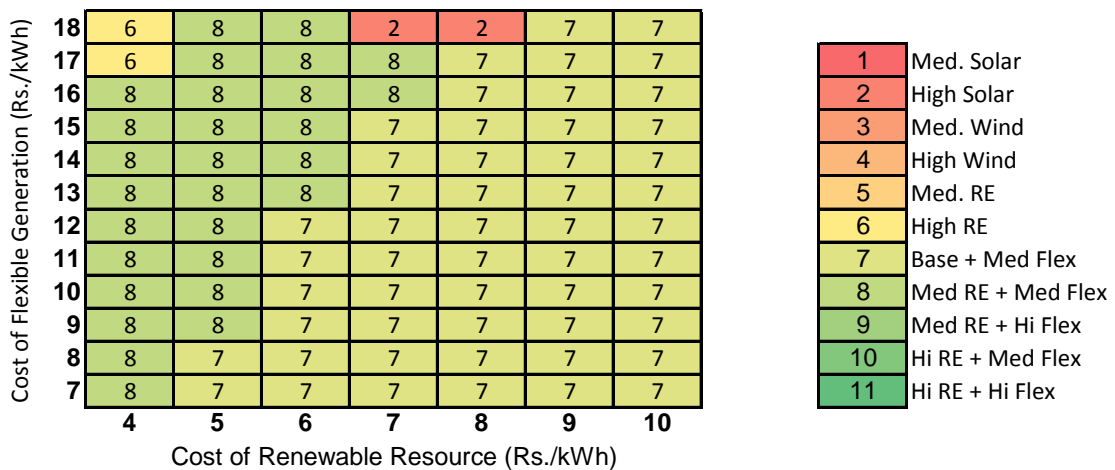 Cost of Flexible Generation (Rs./kWh)
18 6 8 8 2 2 7 7
17 6 8 8 8 7 7 7
16 8 8 8 8 7 7 7
15 8 8 8 7 7 7 7
14 8 8 8 7 7 7 7
13 8 8 8 7 7 7 7
12 8 8 7 7 7 7 7
11 8 8 7 7 7 7 7
10 8 8 7 7 7 7 7
9 8 8 7 7 7 7 7
8 8 7 7 7 7 7 7
7 8 7 7 7 7 7 7
4 5 6 7 8 9 10
Cost of Renewable Resource (Rs./kWh)
1 Med. Solar
2 High Solar
3 Med. Wind
4 High Wind
5 Med. RE
6 High RE
7 Base + Med Flex
8 Med RE + Med Flex
9 Med RE + Hi Flex
10 Hi RE + Med Flex
11 Hi RE + Hi Flex